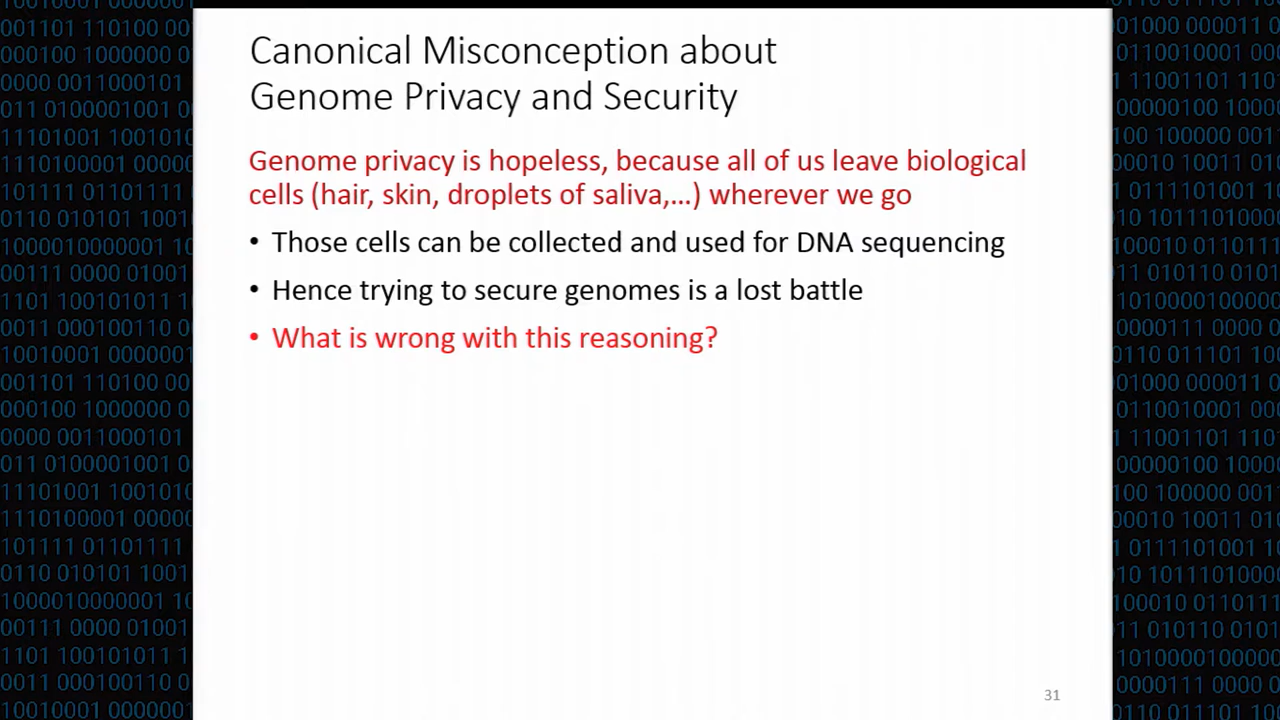 Canonical Misconception about
Genome Privacy and Security
Genome privacy is hopeless, because all of us leave biological
cells (hair, skin, droplets of saliva,…) wherever we go
• Those cells can be collected and used for DNA sequencing
• Hence trying to secure genomes is a lost battle
• What is wrong with this reasoning?
31